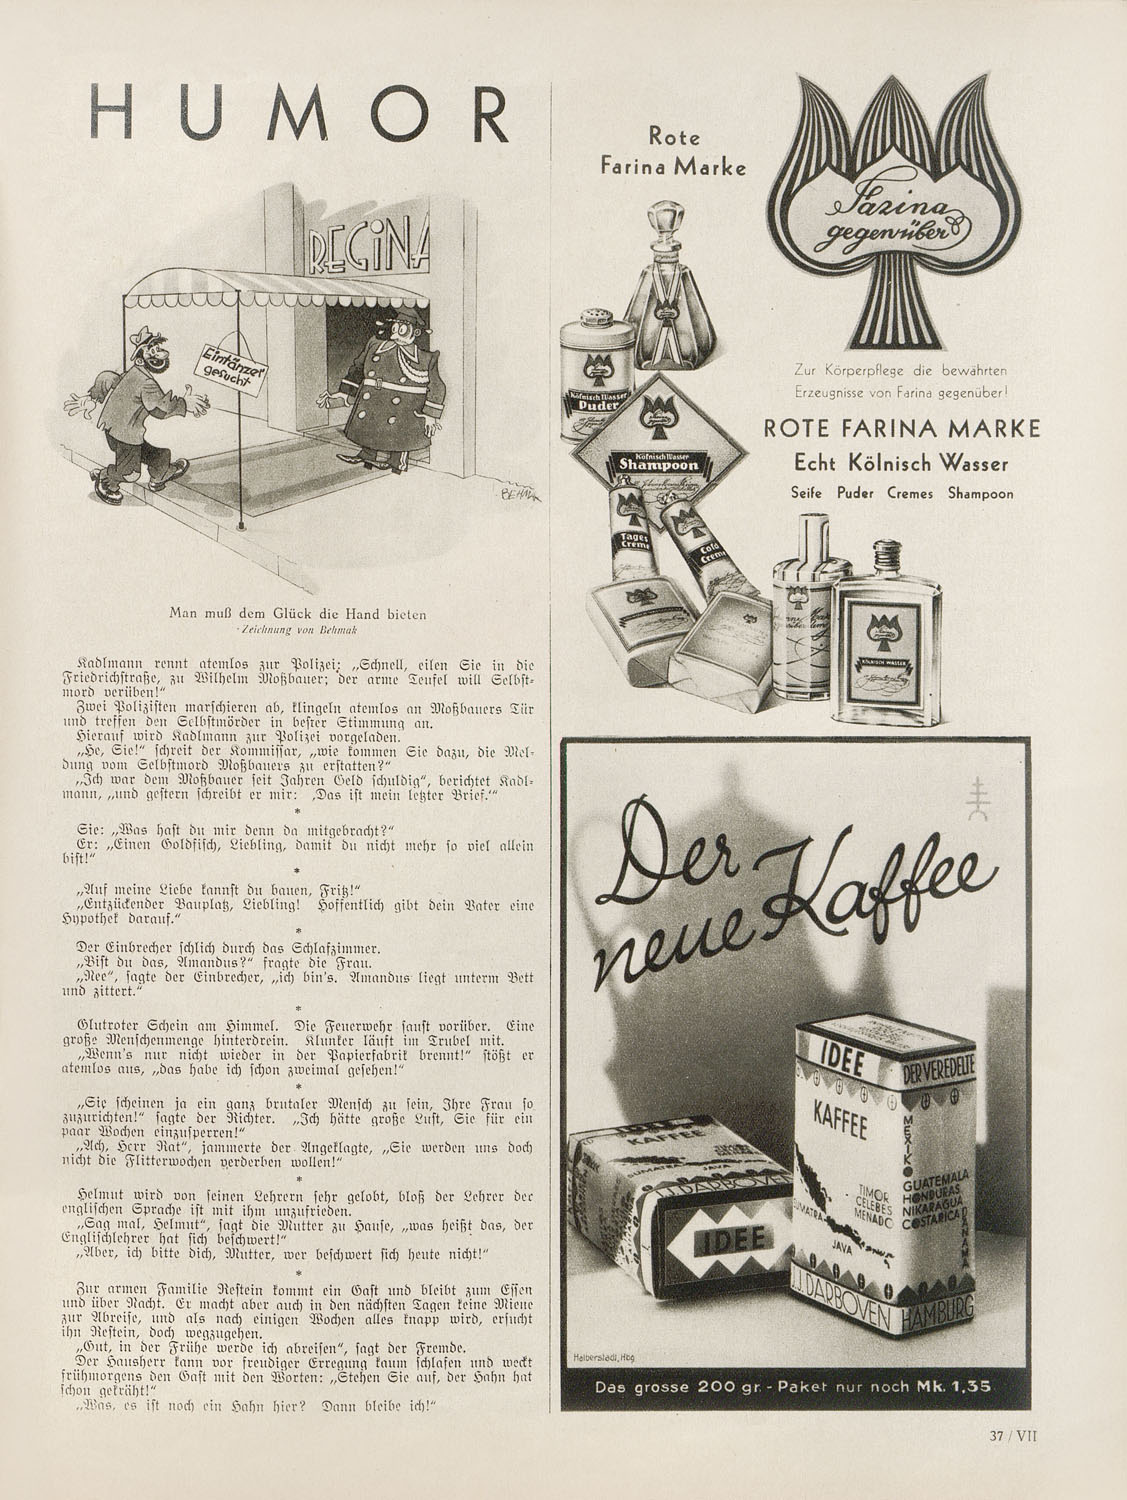 HUMOR
REGINA
Eintänzer
gesucht
BEHMAK
Man muß dem Glück die Hand bieten
Zeichnung von Behmak
Kadlmann rennt atemlos zur Polizei: „Schnell, eilen Sie in die
Friedrichstraße, zu Wilhelm Moßbauer; der arme Teufel will Selbst-
mord verüben!“
Zwei Polizisten marschieren ab, klingeln atemlos an Moßbauers Tür
und treffen den Selbstmörder in bester Stimmung an.
Hierauf wird Kadlmann zur Polizei vorgeladen.
„He, Sie!“ schreit der Kommissar, „wie kommen Sie dazu, die Mel-
dung vom Selbstmord Moßbauers zu erstatten?“
„Ich war dem Moßbauer seit Jahren Geld schuldig“, berichtet Kadl-
mann, „und gestern schreibt er mir: ‚Das ist mein letzter Brief.‘“
*
Sie: „Was hast du mir denn da mitgebracht?“
Er: „Einen Goldfisch, Liebling, damit du nicht mehr so viel allein
bist!“
*
„Auf meine Liebe kannst du bauen, Fritz!“
„Entzückender Bauplatz, Liebling! Hoffentlich gibt dein Vater eine
Hypothek darauf.“
*
Der Einbrecher schlich durch das Schlafzimmer.
„Bist du das, Amandus?“ fragte die Frau.
„Nee“, sagte der Einbrecher, „ich bin's. Amandus liegt unterm Bett
und zittert.“
*
Glutroter Schein am Himmel. Die Feuerwehr saust vorüber. Eine
große Menschenmenge hinterdrein. Klunker läuft im Trubel mit.
„Wenn's nur nicht wieder in der Papierfabrik brennt!“ stößt er
atemlos aus, „das habe ich schon zweimal gesehen!“
*
„Sie scheinen ja ein ganz brutaler Mensch zu sein, Ihre Frau so
zuzurichten!“ sagte der Richter. „Ich hätte große Lust, Sie für ein
paar Wochen einzusperren!“
„Ach, Herr Rat“, jammerte der Angeklagte, „Sie werden uns doch
nicht die Flitterwochen verderben wollen!“
*
Helmut wird von seinen Lehrern sehr gelobt, bloß der Lehrer der
englischen Sprache ist mit ihm unzufrieden.
„Sag mal, Helmut“, sagt die Mutter zu Hause, „was heißt das, der
Englischlehrer hat sich beschwert!“
„Aber, ich bitte dich, Mutter, wer beschwert sich heute nicht!“
*
Zur armen Familie Restein kommt ein Gast und bleibt zum Essen
und über Nacht. Er macht aber auch in den nächsten Tagen keine Miene
zur Abreise, und als nach einigen Wochen alles knapp wird, ersucht
ihn Restein, doch wegzugehen.
„Gut, in der Frühe werde ich abreisen“, sagt der Fremde.
Der Hausherr kann vor freudiger Erregung kaum schlafen und weckt
frühmorgens den Gast mit den Worten: „Stehen Sie auf, der Hahn hat
schon gekräht!“
„Was, es ist noch ein Hahn hier? Dann bleibe ich!“
Rote
Farina Marke
Farina
gegenüber
Kölnisch Wasser
Puder
Kölnisch Wasser
Shampoon
Tages
Creme
Cold
Creme
KÖLNISCH WASSER
Zur Körperpflege die bewährten
Erzeugnisse von Farina gegenüber!
ROTE FARINA MARKE
Echt Kölnisch Wasser
Seife Puder Cremes Shampoon
Der
neue Kaffee
IDEE
DER VEREDELTE
KAFFEE
MEXIKO
GUATEMALA
HONDURAS
NIKARAGUA
COSTARICA
PANAMA
TIMOR
CELEBES
MENADO
SUMATRA
JAVA
J.J. DARBOVEN
HAMBURG
IDEE
KAFFEE
SUMATRA
JAVA
J.J. DARBOVEN
IDEE
Halberstadt, Hbg
Das grosse 200 gr. - Paket nur noch Mk. 1,35
37 / VII